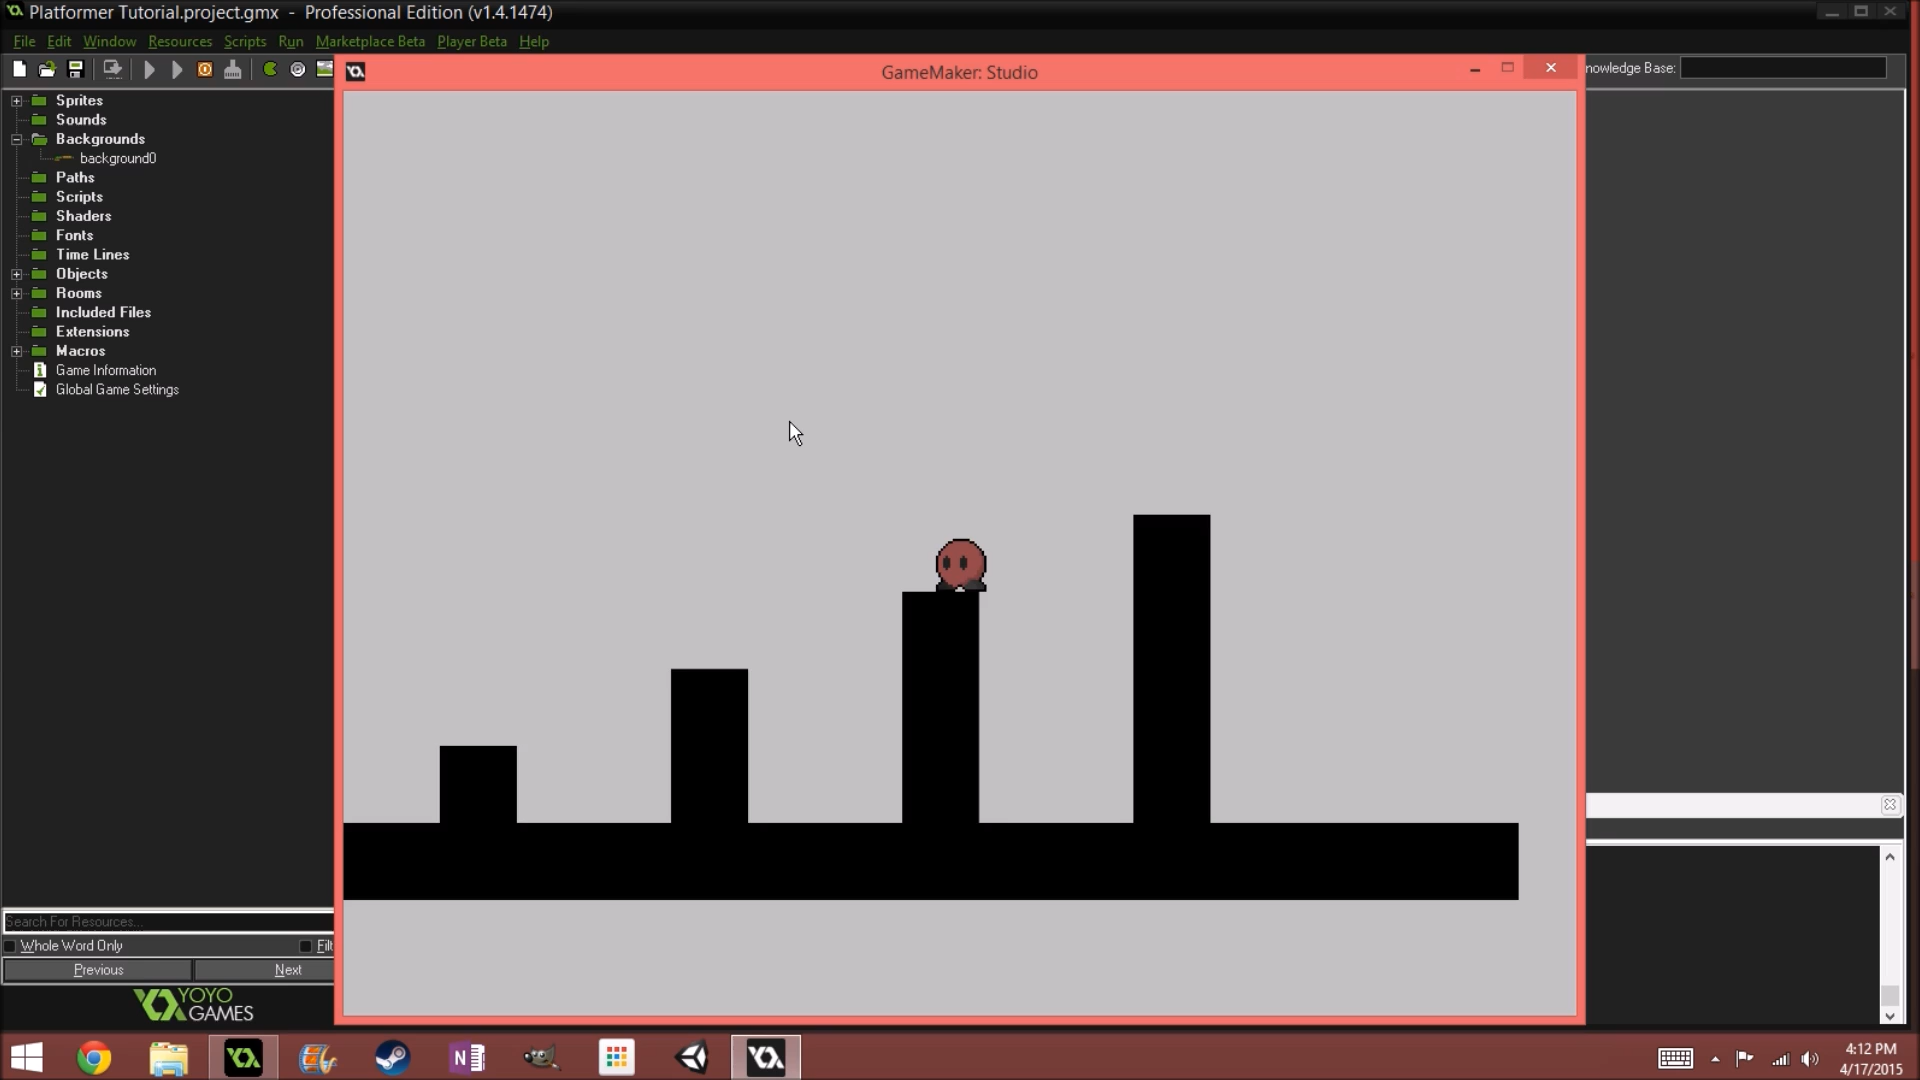 Platformer Tutorial.project.gmx - Professional Edition (v1.4.1474)
File Edit Window Resources Scripts Run Marketplace Beta Player Beta Help
GameMaker: Studio
nowledge Base:
Sprites
Sounds
Backgrounds
background0
Paths
Scripts
Shaders
Fonts
Time Lines
Objects
Rooms
Included Files
Extensions
Macros
Game Information
Global Game Settings
Search For Resources...
Whole Word Only Filt
Previous Next
YOYO
GAMES
N
4:12 PM
4/17/2015